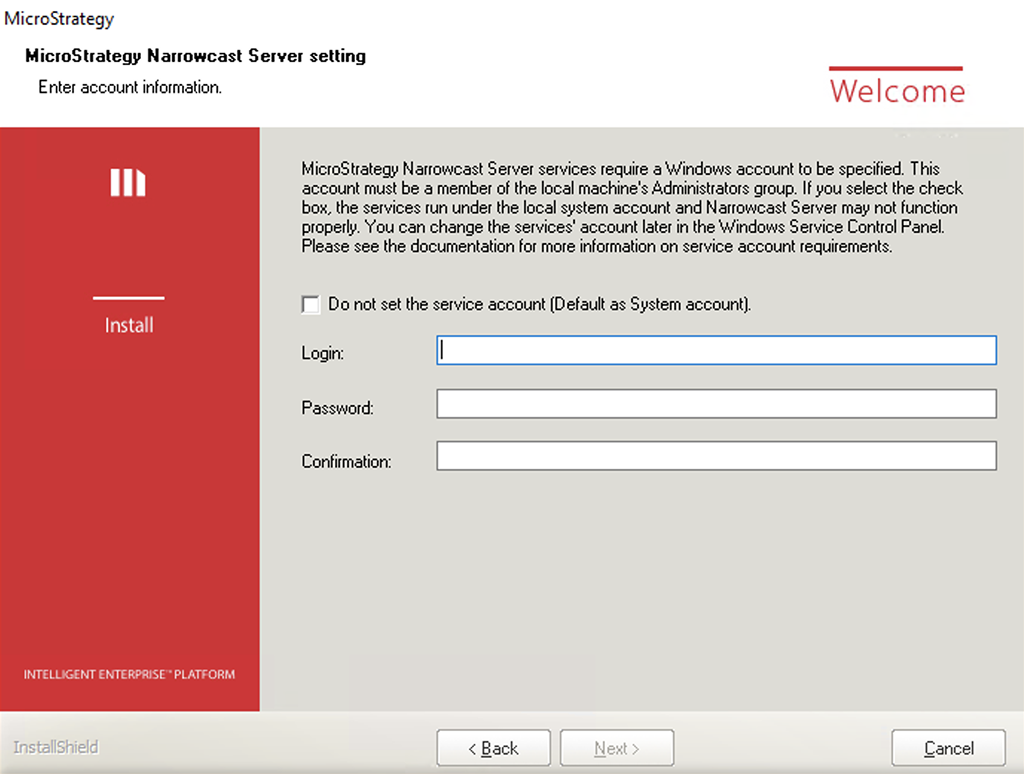 MicroStrategy
MicroStrategy Narrowcast Server setting
Enter account information.
Welcome
MicroStrategy Narrowcast Server services require a Windows account to be specified. This
account must be a member of the local machine's Administrators group. If you select the check
box, the services run under the local system account and Narrowcast Server may not function
properly. You can change the services' account later in the Windows Service Control Panel.
Please see the documentation for more information on service account requirements.
Do not set the service account (Default as System account).
Install
Login:
Password:
Confirmation:
INTELLIGENT ENTERPRISE™ PLATFORM
InstallShield
< Back
Next >
Cancel